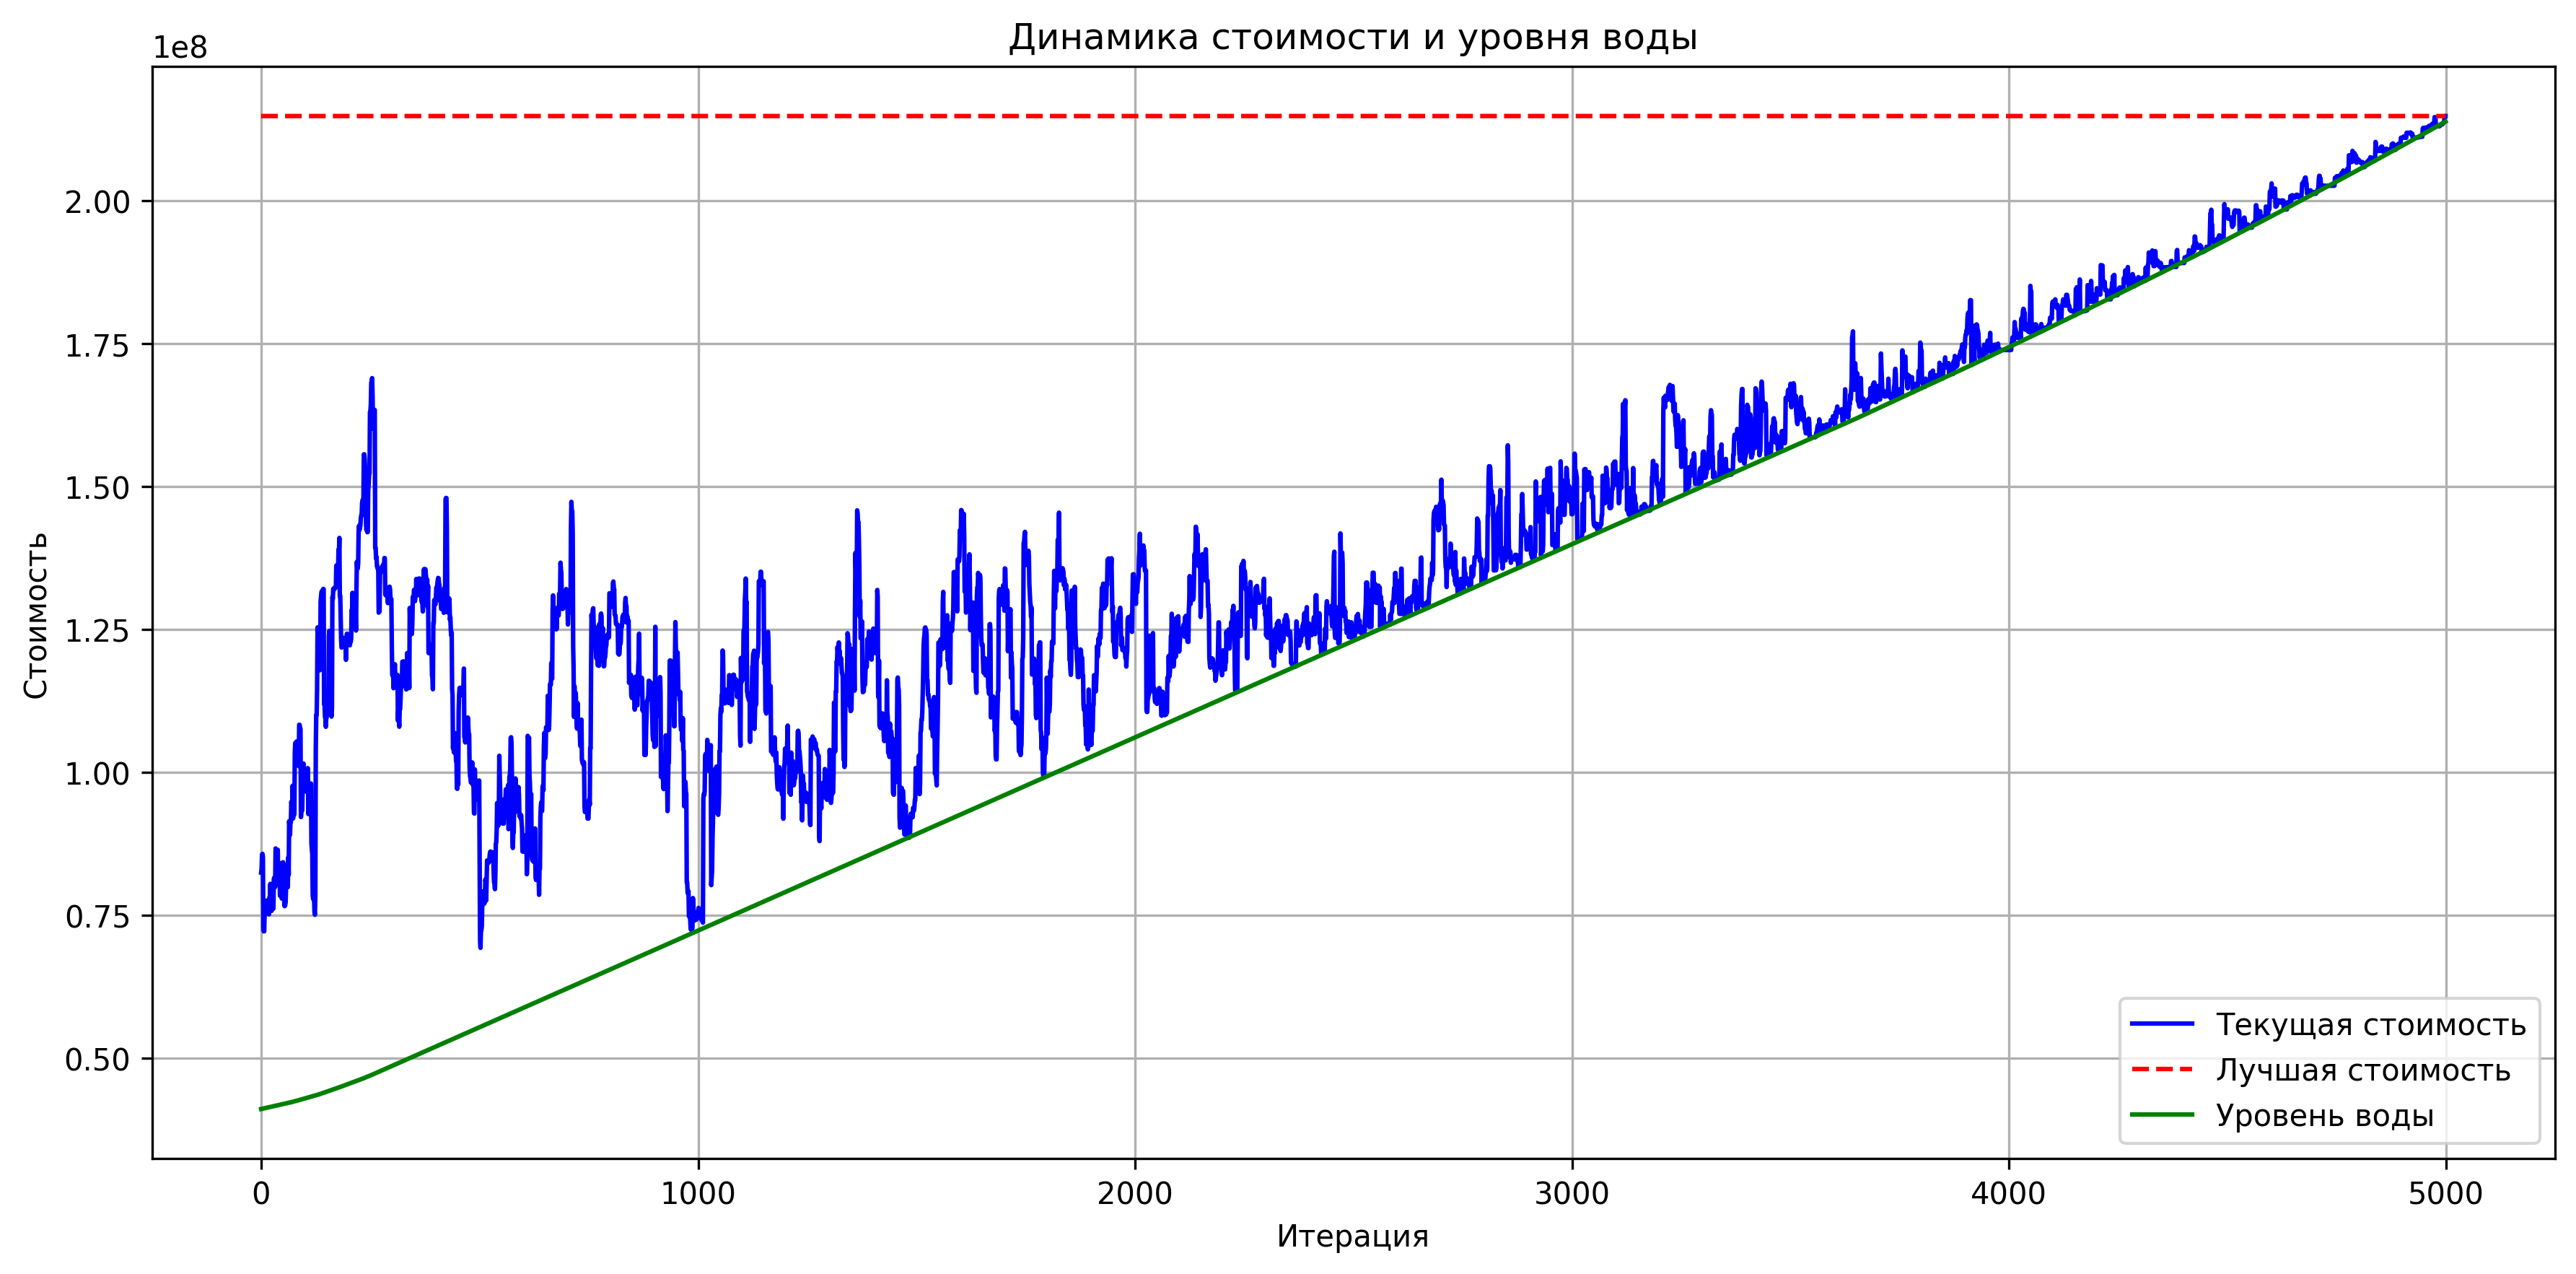 Динамика стоимости и уровня воды
1e8
2.00
1.75
1.50
1.25
1.00
0.75
0.50
Стоимость
0 1000 2000 3000 4000 5000
Итерация
Текущая стоимость
Лучшая стоимость
Уровень воды